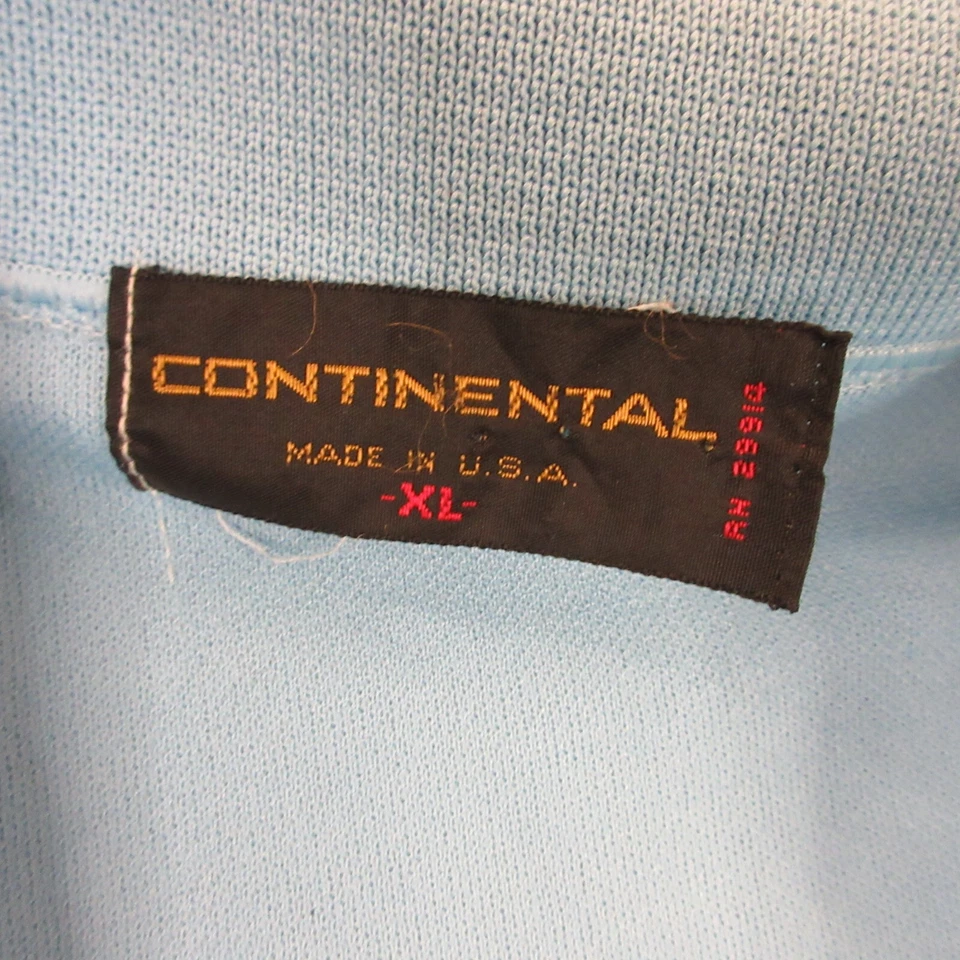 CONTINENTAL
MADE IN U.S.A.
-XL-
RN 29914